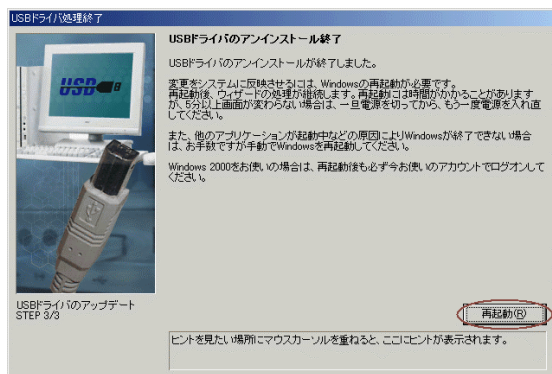 USBドライバ処理終了
USBドライバのアンインストール終了
USBドライバのアンインストールが終了しました。
変更をシステムに反映させるには、Windowsの再起動が必要です。
再起動後、ウィザードの処理が継続します。再起動には時間がかかることがあります
が、5分以上画面が変わらない場合は、一旦電源を切ってから、もう一度電源を入れ直
してください。
また、他のアプリケーションが起動中などの原因によりWindowsが終了できない場合
は、お手数ですが手動でWindowsを再起動してください。
Windows 2000をお使いの場合は、再起動後も必ず今お使いのアカウントでログオンして
ください。
USB
USBドライバのアップデート
STEP 3/3
再起動(R)
ヒントを見たい場所にマウスカーソルを重ねると、ここにヒントが表示されます。